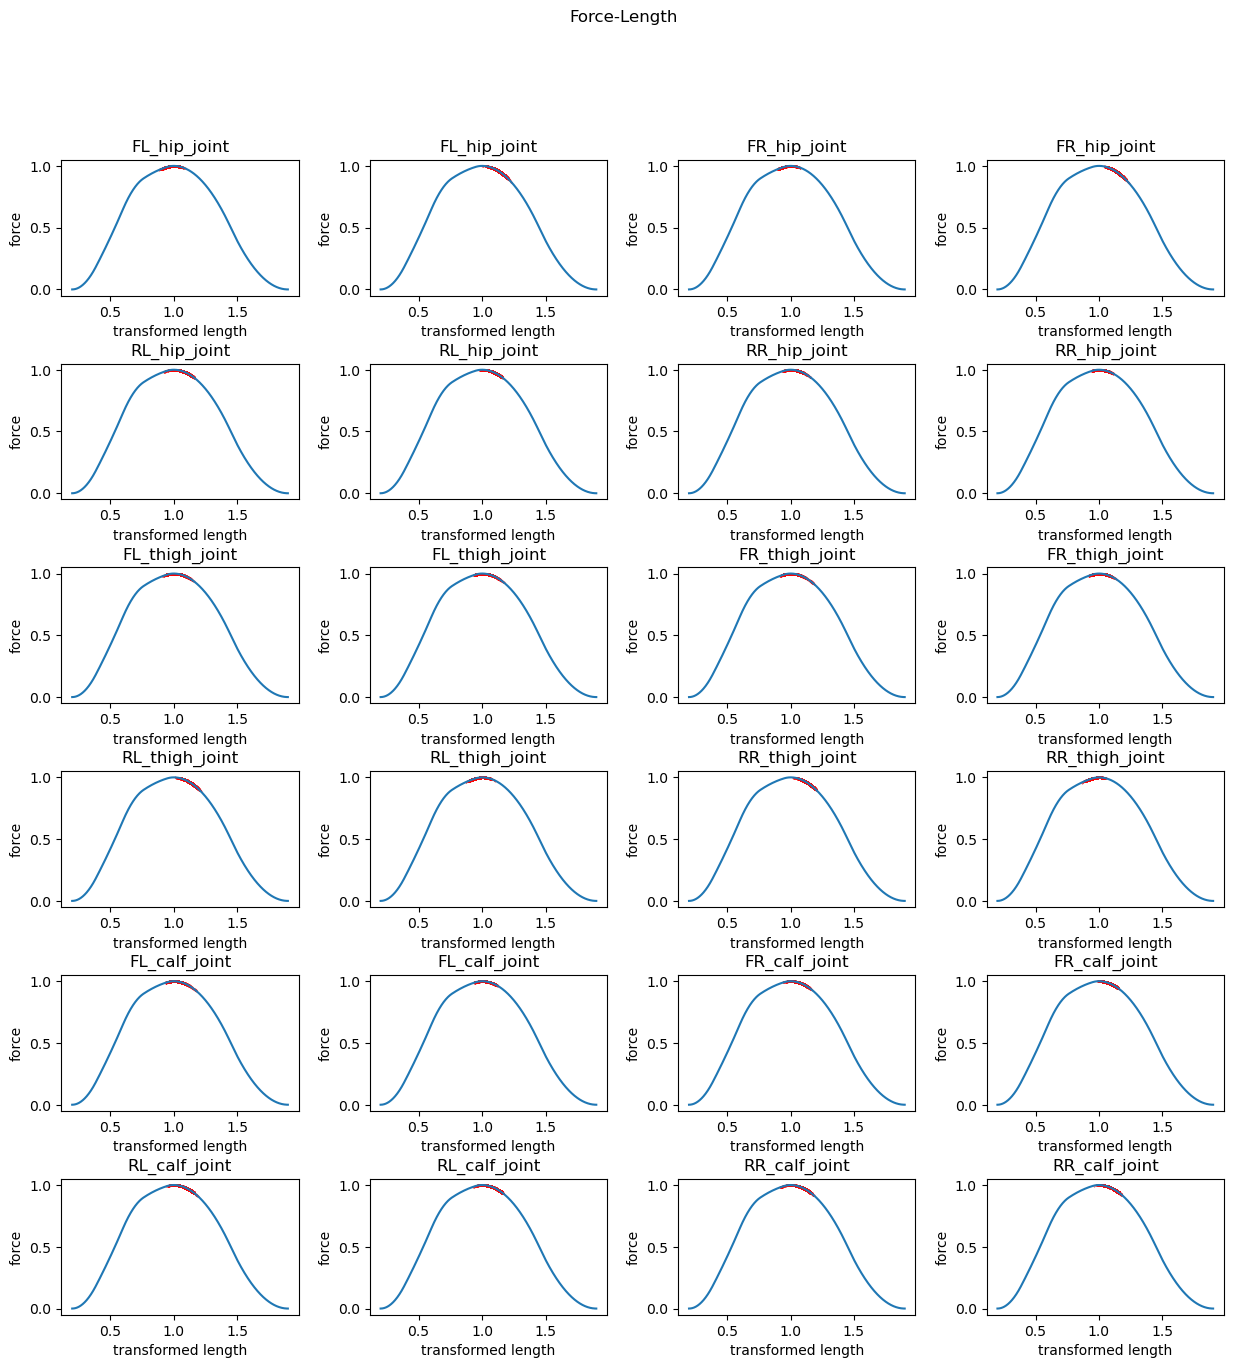 Force-Length
FL_hip_joint FL_hip_joint FR_hip_joint FR_hip_joint
1.0 1.0 1.0 1.0
force force force force
0.5 0.5 0.5 0.5
0.0 0.0 0.0 0.0
0.5 1.0 1.5 0.5 1.0 1.5 0.5 1.0 1.5 0.5 1.0 1.5
transformed length transformed length transformed length transformed length
RL_hip_joint RL_hip_joint RR_hip_joint RR_hip_joint
1.0 1.0 1.0 1.0
force force force force
0.5 0.5 0.5 0.5
0.0 0.0 0.0 0.0
0.5 1.0 1.5 0.5 1.0 1.5 0.5 1.0 1.5 0.5 1.0 1.5
transformed length transformed length transformed length transformed length
FL_thigh_joint FL_thigh_joint FR_thigh_joint FR_thigh_joint
1.0 1.0 1.0 1.0
force force force force
0.5 0.5 0.5 0.5
0.0 0.0 0.0 0.0
0.5 1.0 1.5 0.5 1.0 1.5 0.5 1.0 1.5 0.5 1.0 1.5
transformed length transformed length transformed length transformed length
RL_thigh_joint RL_thigh_joint RR_thigh_joint RR_thigh_joint
1.0 1.0 1.0 1.0
force force force force
0.5 0.5 0.5 0.5
0.0 0.0 0.0 0.0
0.5 1.0 1.5 0.5 1.0 1.5 0.5 1.0 1.5 0.5 1.0 1.5
transformed length transformed length transformed length transformed length
FL_calf_joint FL_calf_joint FR_calf_joint FR_calf_joint
1.0 1.0 1.0 1.0
force force force force
0.5 0.5 0.5 0.5
0.0 0.0 0.0 0.0
0.5 1.0 1.5 0.5 1.0 1.5 0.5 1.0 1.5 0.5 1.0 1.5
transformed length transformed length transformed length transformed length
RL_calf_joint RL_calf_joint RR_calf_joint RR_calf_joint
1.0 1.0 1.0 1.0
force force force force
0.5 0.5 0.5 0.5
0.0 0.0 0.0 0.0
0.5 1.0 1.5 0.5 1.0 1.5 0.5 1.0 1.5 0.5 1.0 1.5
transformed length transformed length transformed length transformed length